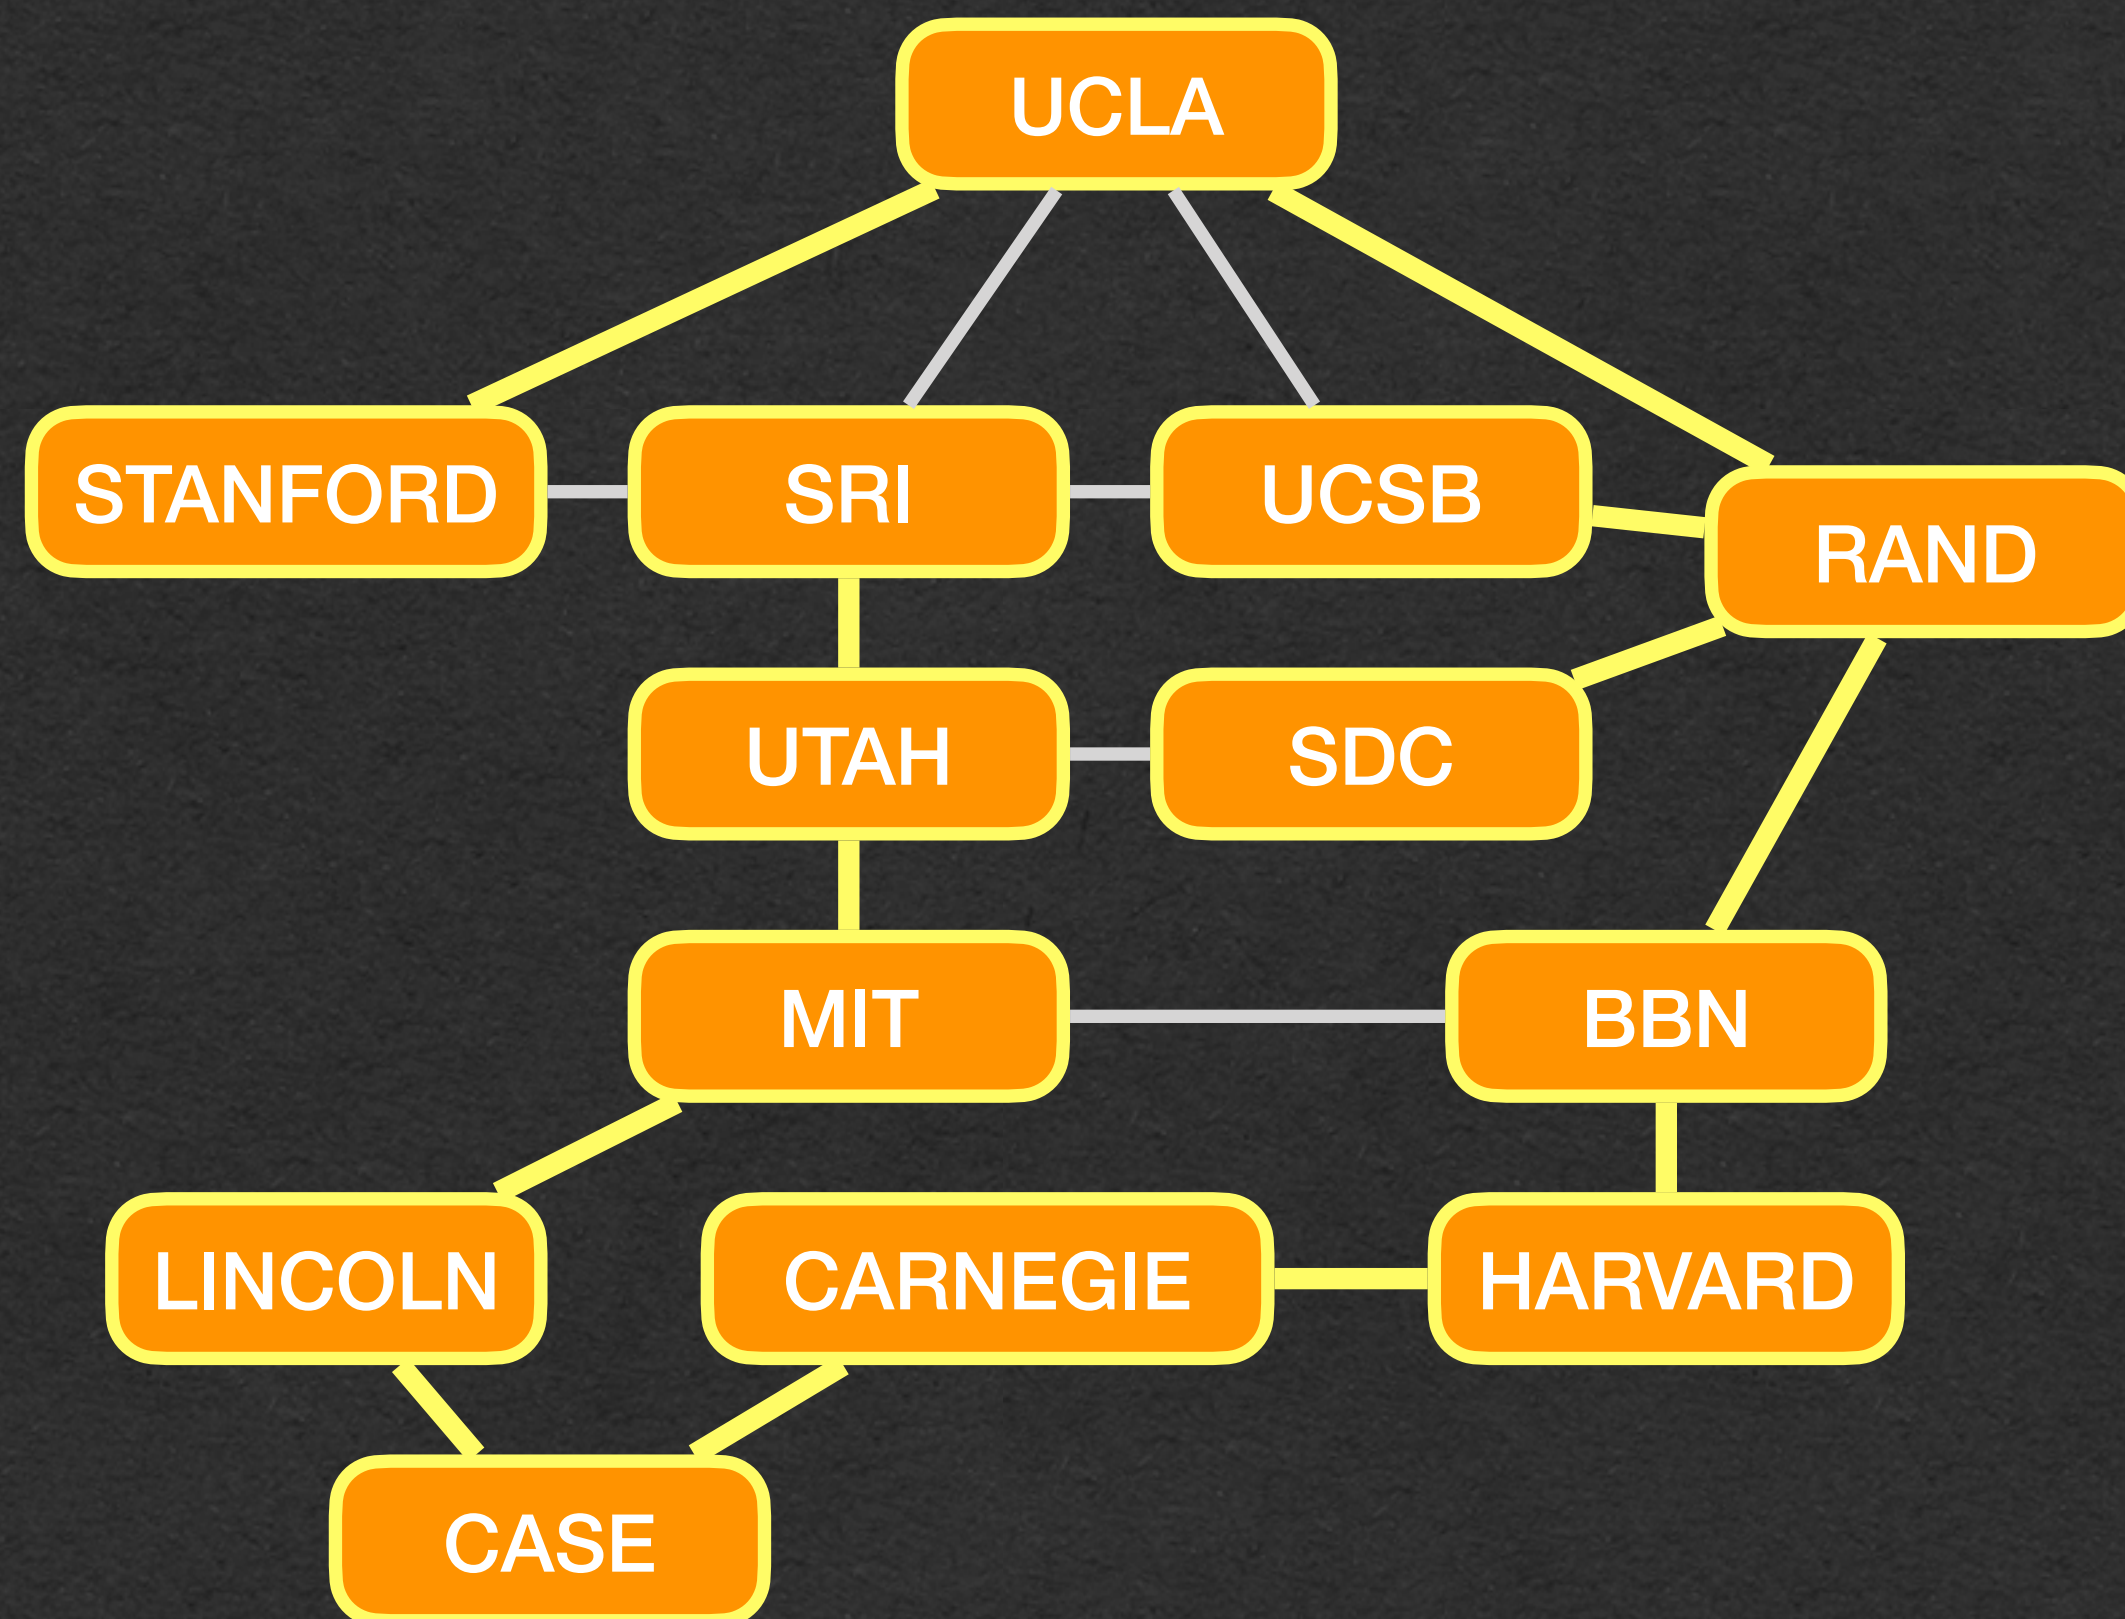 UCLA
STANFORD
SRI
UCSB
RAND
UTAH
SDC
MIT
BBN
LINCOLN
CARNEGIE
HARVARD
CASE